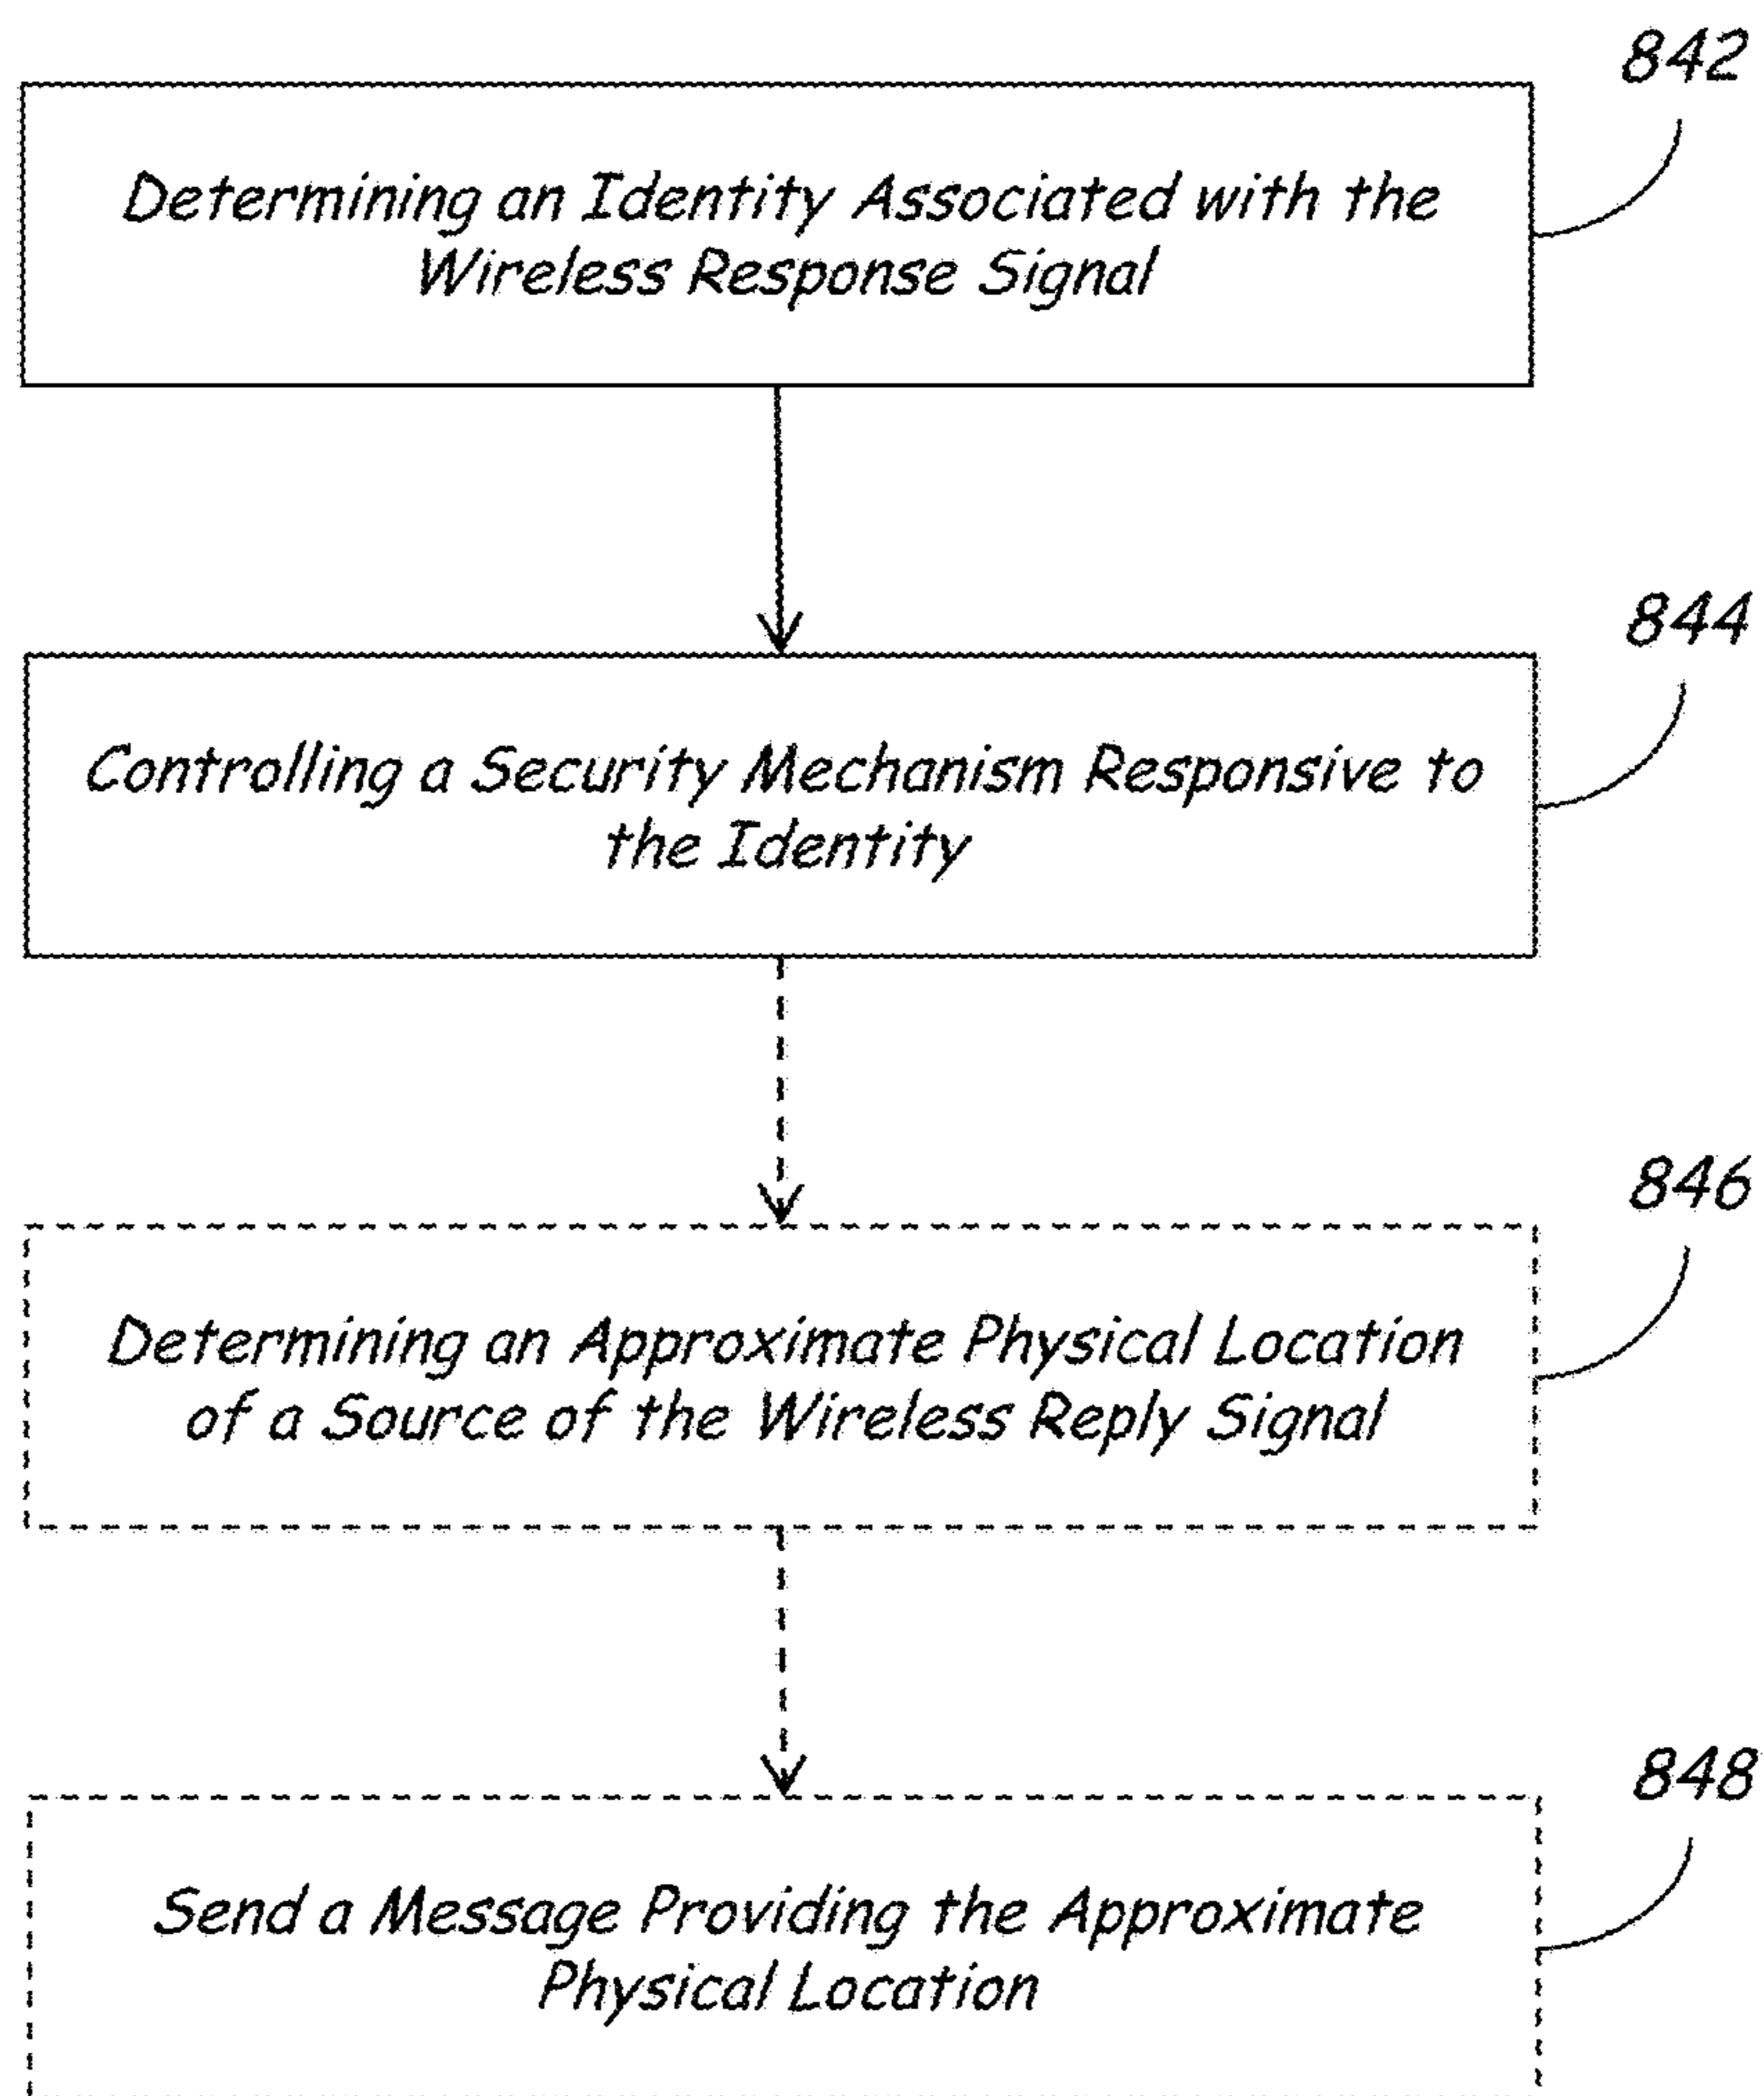 842
Determining an Identity Associated with the
Wireless Response Signal
844
Controlling a Security Mechanism Responsive to
the Identity
846
Determining an Approximate Physical Location
of a Source of the Wireless Reply Signal
848
Send a Message Providing the Approximate
Physical Location